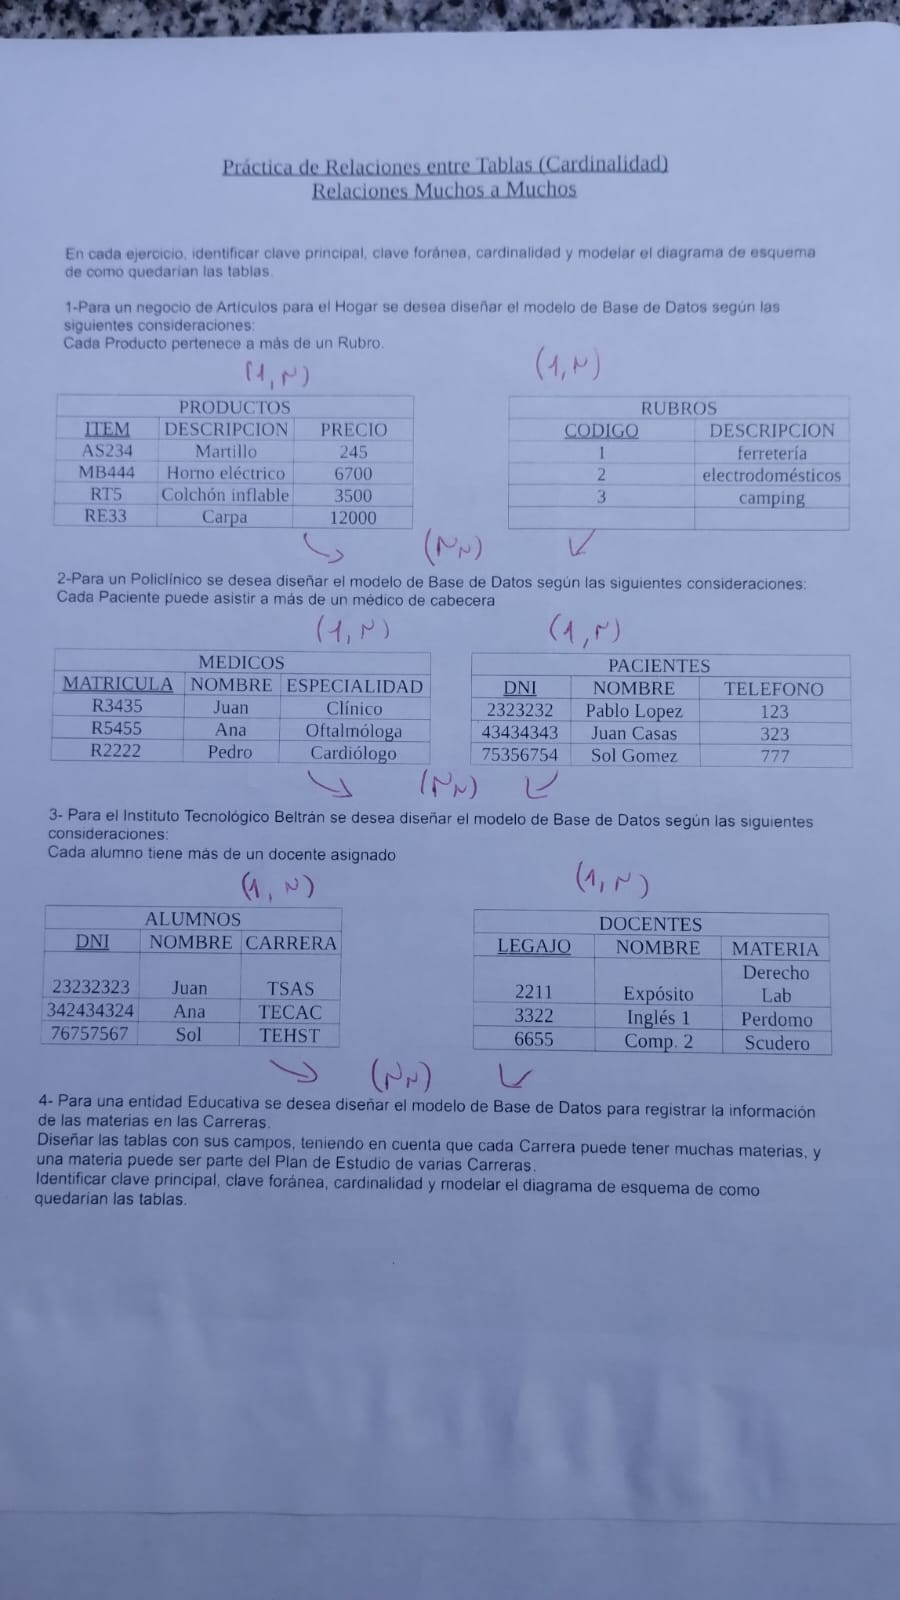 Práctica de Relaciones entre Tablas (Cardinalidad)
Relaciones Muchos a Muchos
En cada ejercicio, identificar clave principal, clave foránea, cardinalidad y modelar el diagrama de esquema
de como quedarían las tablas.
1-Para un negocio de Artículos para el Hogar se desea diseñar el modelo de Base de Datos según las
siguientes consideraciones:
Cada Producto pertenece a más de un Rubro.
(1,N) (1,N)
PRODUCTOS
ITEM DESCRIPCION PRECIO
AS234 Martillo 245
MB444 Horno eléctrico 6700
RT5 Colchón inflable 3500
RE33 Carpa 12000
RUBROS
CODIGO DESCRIPCION
1 ferretería
2 electrodomésticos
3 camping
(NN)
2-Para un Policlínico se desea diseñar el modelo de Base de Datos según las siguientes consideraciones:
Cada Paciente puede asistir a más de un médico de cabecera
(1,N) (1,N)
MEDICOS
MATRICULA NOMBRE ESPECIALIDAD
R3435 Juan Clínico
R5455 Ana Oftalmóloga
R2222 Pedro Cardiólogo
PACIENTES
DNI NOMBRE TELEFONO
2323232 Pablo Lopez 123
43434343 Juan Casas 323
75356754 Sol Gomez 777
(NN)
3- Para el Instituto Tecnológico Beltrán se desea diseñar el modelo de Base de Datos según las siguientes
consideraciones:
Cada alumno tiene más de un docente asignado
(1,N) (1,N)
ALUMNOS
DNI NOMBRE CARRERA
23232323 Juan TSAS
342434324 Ana TECAC
76757567 Sol TEHST
DOCENTES
LEGAJO NOMBRE MATERIA
Derecho
2211 Expósito Lab
3322 Inglés 1 Perdomo
6655 Comp. 2 Scudero
(NN)
4- Para una entidad Educativa se desea diseñar el modelo de Base de Datos para registrar la información
de las materias en las Carreras.
Diseñar las tablas con sus campos, teniendo en cuenta que cada Carrera puede tener muchas materias, y
una materia puede ser parte del Plan de Estudio de varias Carreras.
Identificar clave principal, clave foránea, cardinalidad y modelar el diagrama de esquema de como
quedarían las tablas.